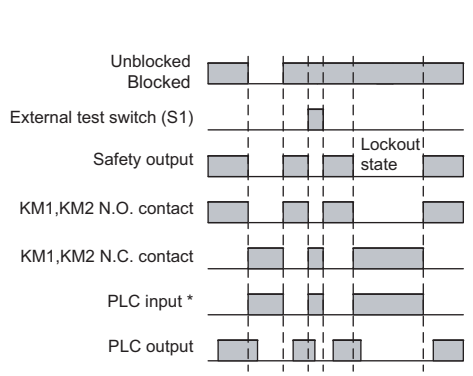 Unblocked
Blocked
External test switch (S1)
Lockout
Safety output
state
KM1,KM2 N.O. contact
KM1,KM2 N.C. contact
PLC input *
PLC output